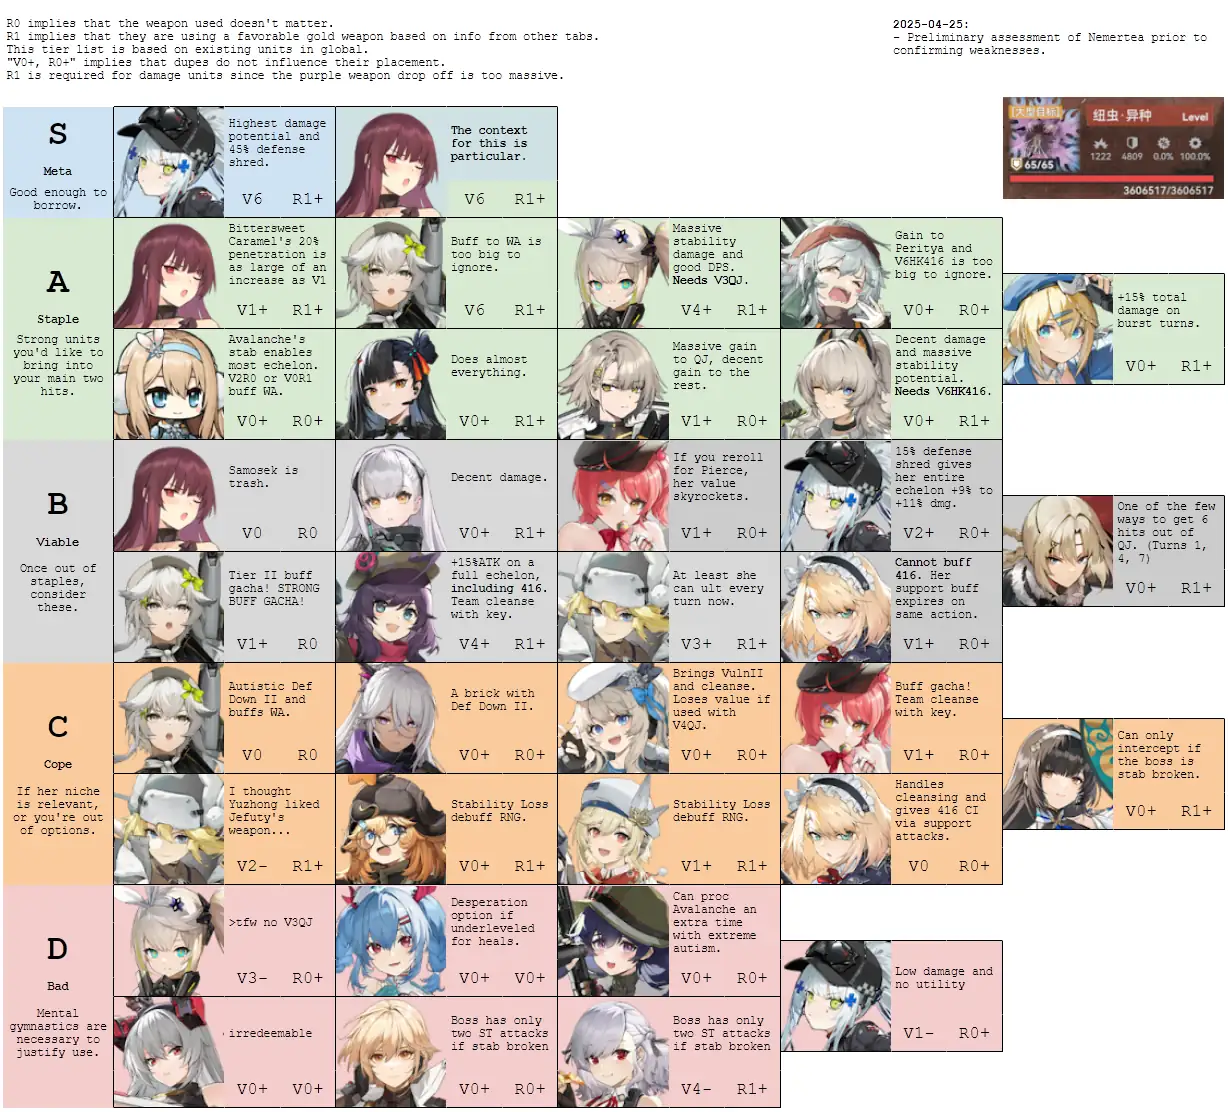 R0 implies that the weapon used doesn't matter.
R1 implies that they are using a favorable gold weapon based on info from other tabs.
This tier list is based on existing units in global.
"V0+, R0+" implies that dupes do not influence their placement.
R1 is required for damage units since the purple weapon drop off is too massive.
2025-04-25:
- Preliminary assessment of Nemertea prior to
confirming weaknesses.
[大型目标]
纽虫·异种
Level
65/65
1222 4809 0.0% 100.0%
3606517/3606517
S
Meta
Good enough to
borrow.
Highest damage
potential and
45% defense
shred.
V6 R1+
The context
for this is
particular.
V6 R1+
A
Staple
Strong units
you'd like to
bring into
your main two
hits.
Bittersweet
Caramel's 20%
penetration is
as large of an
increase as V1
V1+ R1+
Buff to WA is
too big to
ignore.
V6 R1+
Massive
stability
damage and
good DPS.
Needs V3QJ.
V4+ R1+
Gain to
Peritya and
V6HK416 is too
big to ignore.
V0+ R0+
+15% total
damage on
burst turns.
V0+ R1+
Avalanche's
stab enables
most echelon.
V2R0 or V0R1
buff WA.
V0+ R0+
Does almost
everything.
V0+ R1+
Massive gain
to QJ, decent
gain to the
rest.
V1+ R0+
Decent damage
and massive
stability
potential.
Needs V6HK416.
V0+ R1+
B
Viable
Once out of
staples,
consider
these.
Samosek is
trash.
V0 R0
Decent damage.
V0+ R1+
If you reroll
for Pierce,
her value
skyrockets.
V1+ R0+
15% defense
shred gives
her entire
echelon +9% to
+11% dmg.
V2+ R0+
One of the few
ways to get 6
hits out of
QJ. (Turns 1,
4, 7)
V0+ R1+
Tier II buff
gacha! STRONG
BUFF GACHA!
V1+ R0
+15%ATK on a
full echelon,
including 416.
Team cleanse
with key.
V4+ R1+
At least she
can ult every
turn now.
V3+ R1+
Cannot buff
416. Her
support buff
expires on
same action.
V1+ R0+
C
Cope
If her niche
is relevant,
or you're out
of options.
Autistic Def
Down II and
buffs WA.
V0 R0
A brick with
Def Down II.
V0+ R0+
Brings VulnII
and cleanse.
Loses value if
used with
V4QJ.
V0+ R0+
Buff gacha!
Team cleanse
with key.
V1+ R0+
Can only
intercept if
the boss is
stab broken.
V0+ R1+
I thought
Yuzhong liked
Jefuty's
weapon...
V2- R1+
Stability Loss
debuff RNG.
V0+ R1+
Stability Loss
debuff RNG.
V1+ R1+
Handles
cleansing and
gives 416 CI
via support
attacks.
V0 R0+
D
Bad
Mental
gymnastics are
necessary to
justify use.
>tfw no V3QJ
V3- R0+
Desperation
option if
underleveled
for heals.
V0+ V0+
Can proc
Avalanche an
extra time
with extreme
autism.
V0+ R0+
Low damage and
no utility
V1- R0+
irredeemable
V0+ V0+
Boss has only
two ST attacks
if stab broken
V0+ R0+
Boss has only
two ST attacks
if stab broken
V4- R1+